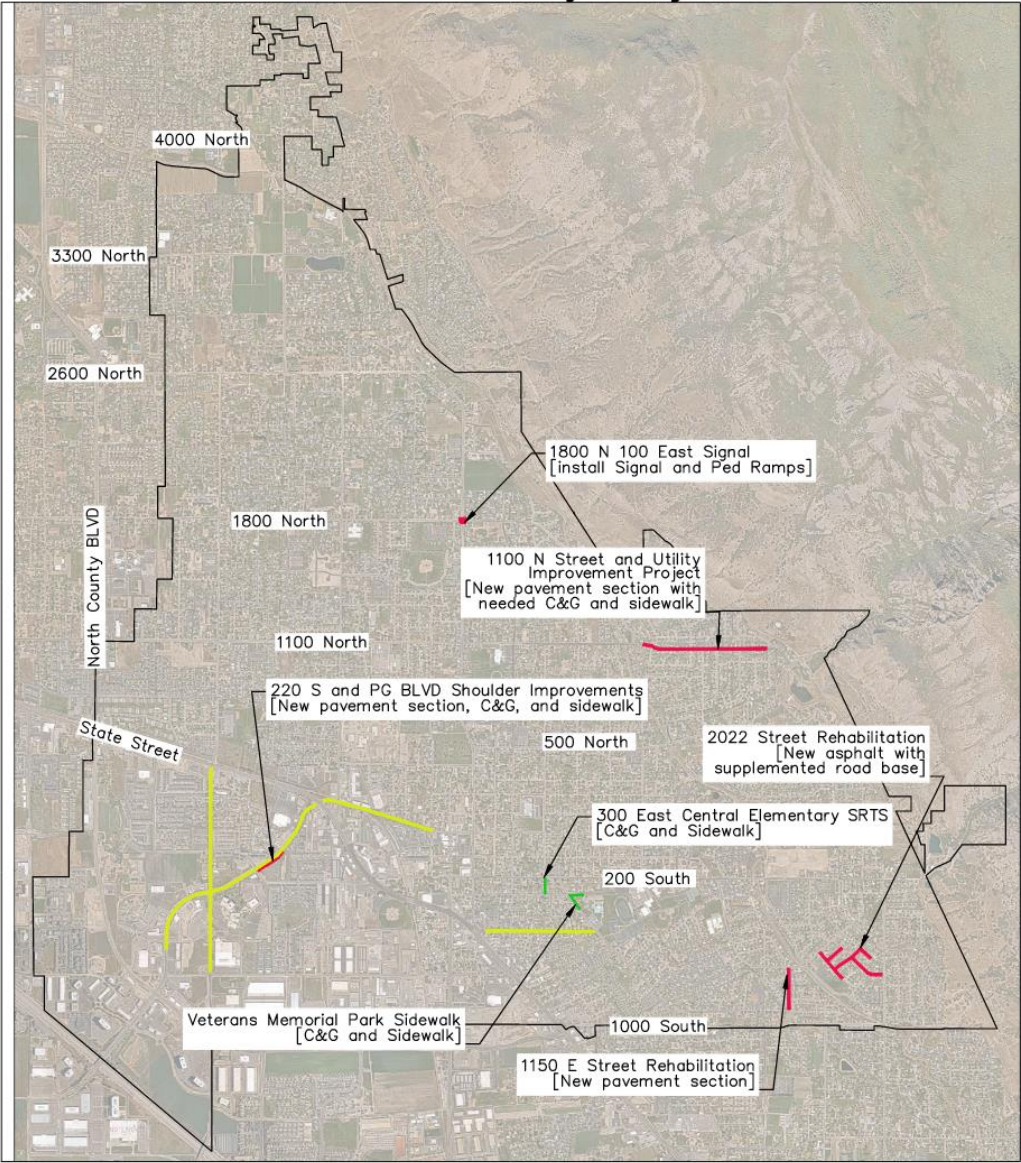 4000 North
3300 North
2600 North
1800 N 100 East Signal
[install Signal and Ped Ramps]
1800 North
North County BLVD
1100 N Street and Utility
Improvement Project
[New pavement section with
needed C&G and sidewalk]
1100 North
220 S and PG BLVD Shoulder Improvements
[New pavement section, C&G, and sidewalk]
State Street
500 North
2022 Street Rehabilitation
[New asphalt with
supplemented road base]
300 East Central Elementary SRTS
[C&G and Sidewalk]
200 South
Veterans Memorial Park Sidewalk
[C&G and Sidewalk]
1000 South
1150 E Street Rehabilitation
[New pavement section]